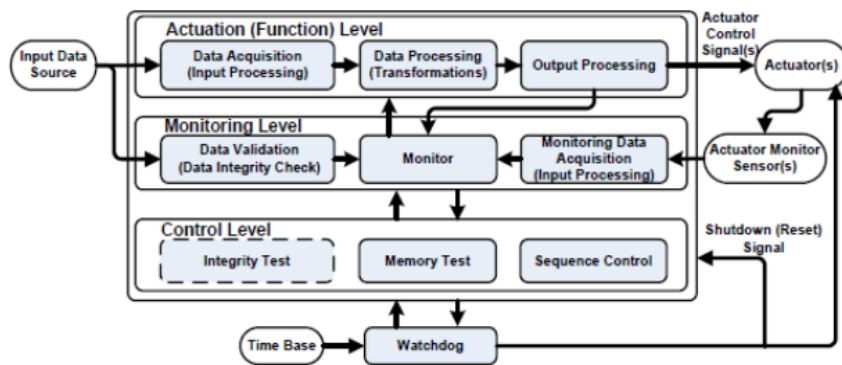 Actuation (Function) Level
Actuator
Control
Signal(s)
Input Data
Source
Data Acquisition
(Input Processing)
Data Processing
(Transformations)
Output Processing
Actuator(s)
Monitoring Level
Data Validation
(Data Integrity Check)
Monitor
Monitoring Data
Acquisition
(Input Processing)
Actuator Monitor
Sensor(s)
Control Level
Shutdown (Reset)
Signal
Integrity Test
Memory Test
Sequence Control
Time Base
Watchdog